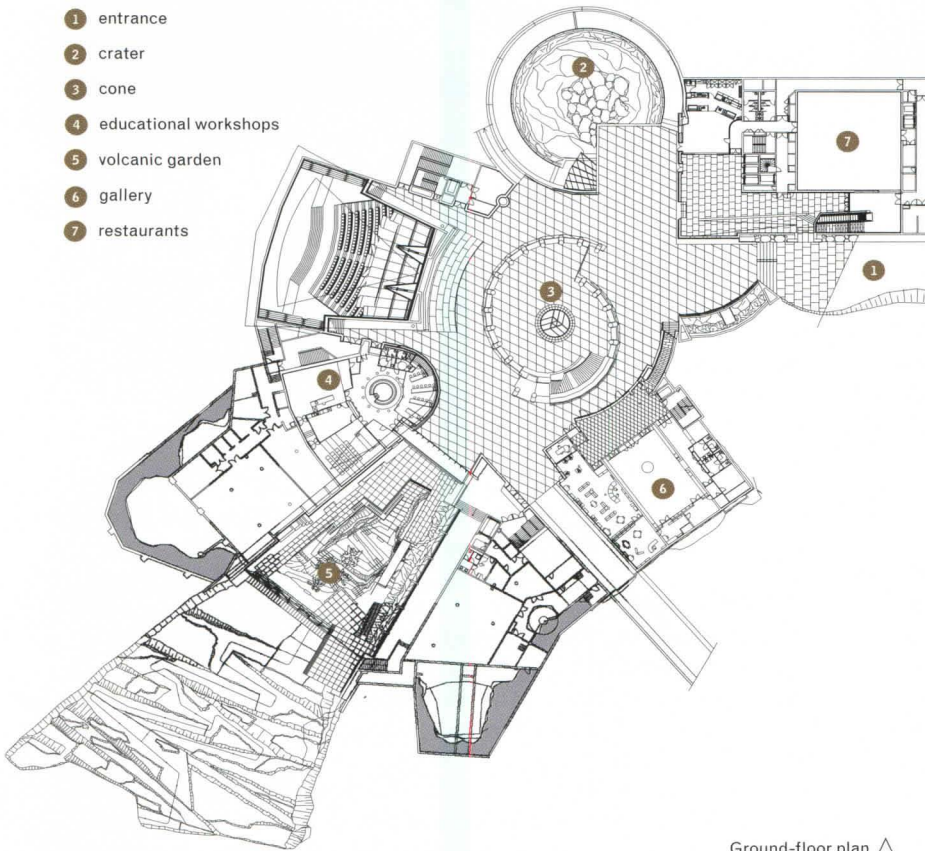 1 entrance
2 crater
3 cone
4 educational workshops
5 volcanic garden
6 gallery
7 restaurants
2
7
1
3
4
6
5
Ground-floor plan △